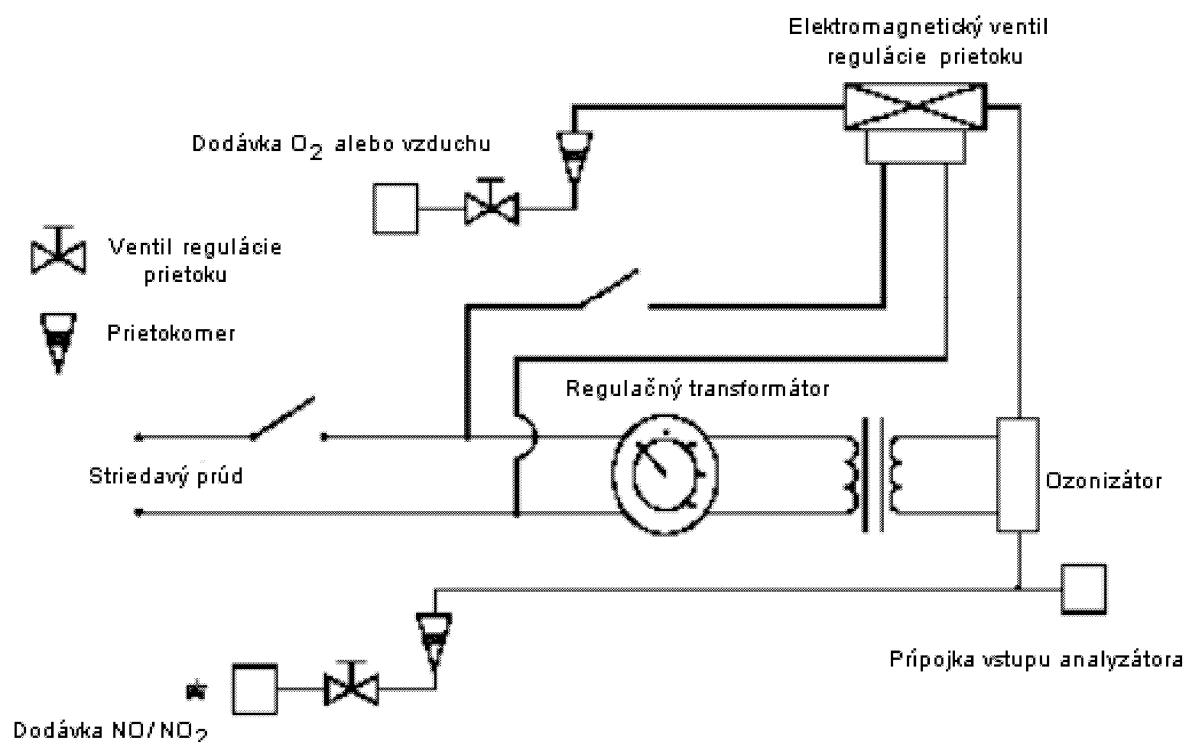 Elektromagnetický ventil
regulácie prietoku
Dodávka O2 alebo vzduchu
Ventil regulácie
prietoku
Prietokomer
Regulačný transformátor
Striedavý prúd
Ozonizátor
Prípojka vstupu analyzátora
Dodávka NO/NO2